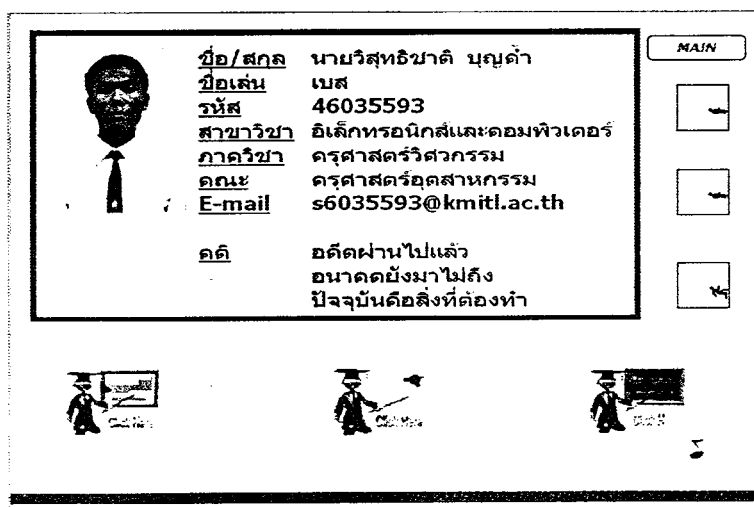 MAIN
ชื่อ/สกุล นายวิสุทธิชาติ บุญดำ
ชื่อเล่น เบส
รหัส 46035593
สาขาวิชา อิเล็กทรอนิกส์และคอมพิวเตอร์
ภาควิชา ครุศาสตร์วิศวกรรม
คณะ ครุศาสตร์อุตสาหกรรม
E-mail s6035593@kmitl.ac.th
คติ อดีตผ่านไปแล้ว
อนาคตยังมาไม่ถึง
ปัจจุบันคือสิ่งที่ต้องทำ